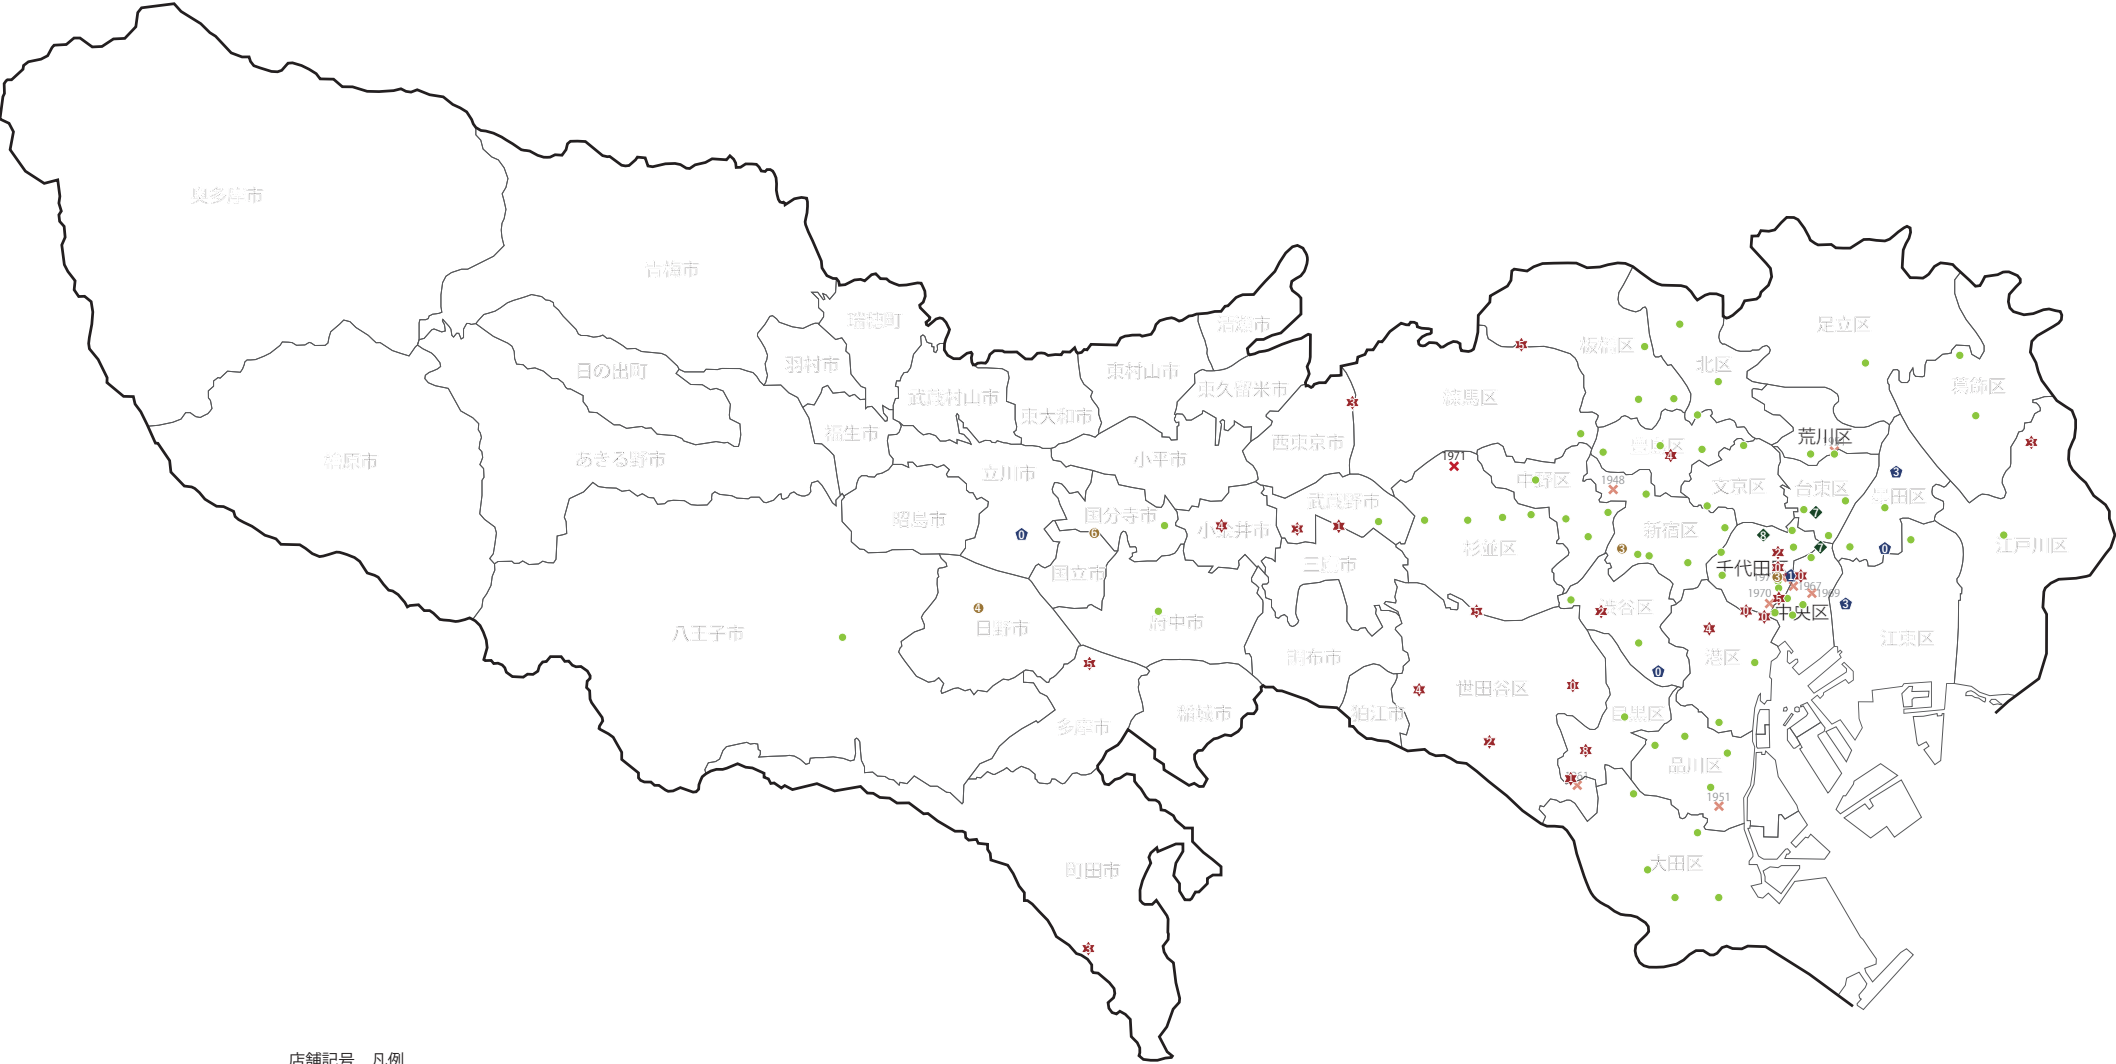 奥多摩市
青梅市
瑞穂町
清瀬市
足立区
板橋区
北区
羽村市
日の出町
東村山市
東久留米市
葛飾区
武蔵村山市
練馬区
東大和市
福生市
西東京市
荒川区
豊島区
檜原市
あきる野市
小平市
1971
立川市
中野区
1948
文京区
台東区
墨田区
武蔵野市
昭島市
国分寺市
小金井市
新宿区
杉並区
江戸川区
三鷹市
千代田区
国立市
1967
1970
1969
渋谷区
中央区
日野市
府中市
八王子市
江東区
調布市
港区
世田谷区
稲城市
狛江市
目黒区
多摩市
品川区
1951
大田区
町田市
店舗記号 凡例